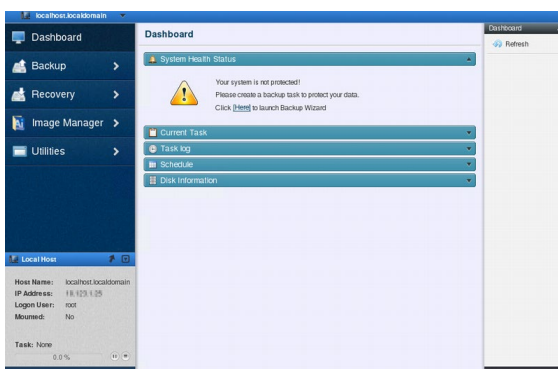 localhost.localdomain
Dashboard
Backup
Recovery
Image Manager
Utilities
Dashboard
System Health Status
Your system is not protected!
Please create a backup task to protect your data.
Click [Here] to launch Backup Wizard
Current Task
Task log
Schedule
Disk Information
Dashboard
Refresh
Local Host
Host Name: localhost.localdomain
IP Address:
Logon User: root
Mounted: No
Task: None
0.0 %